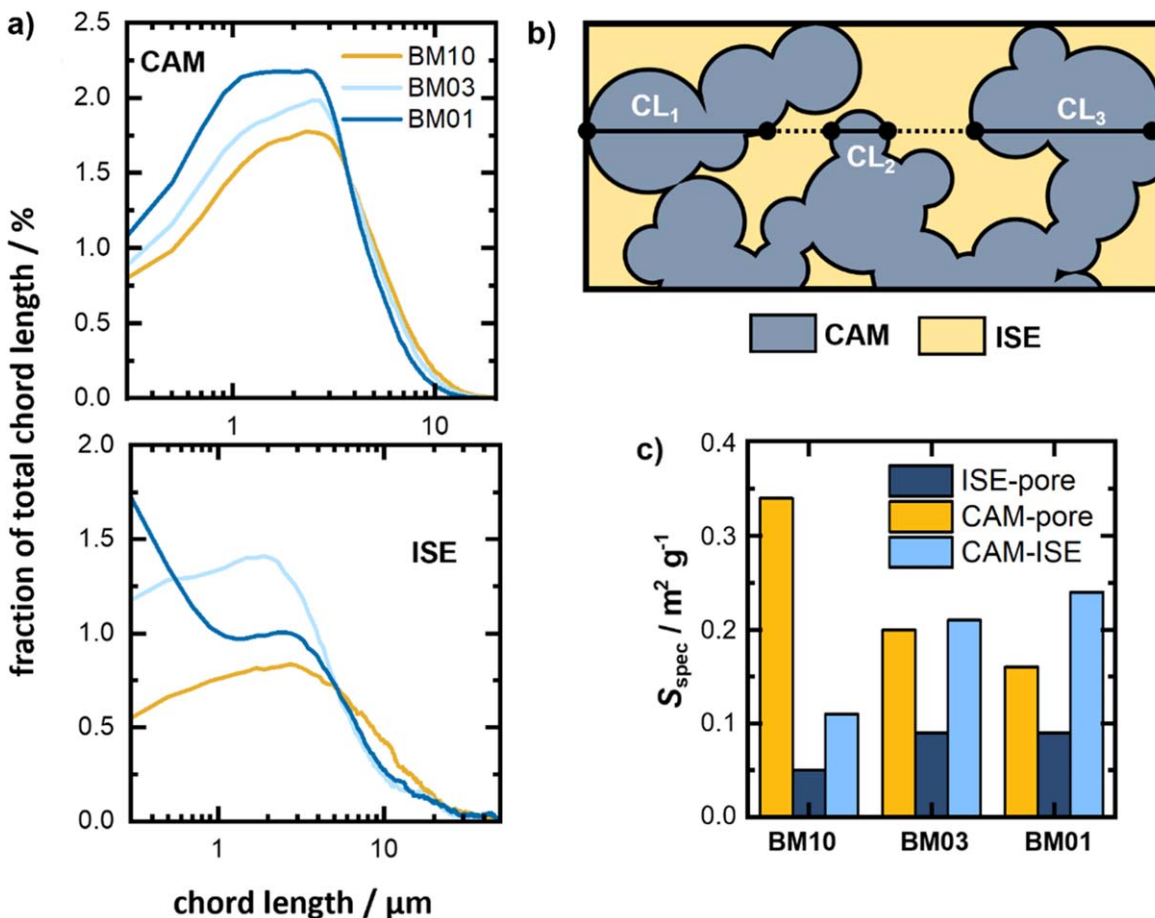 a)
fraction of total chord length / %
2.5
2.0
1.5
1.0
0.5
0.0
CAM
BM10
BM03
BM01
1
10
2.0
1.5
1.0
0.5
0.0
ISE
1
10
chord length / µm
b)
CL₁
CL₂
CL₃
CAM
ISE
c)
S_spec / m² g⁻¹
0.4
0.3
0.2
0.1
0.0
ISE-pore
CAM-pore
CAM-ISE
BM10
BM03
BM01